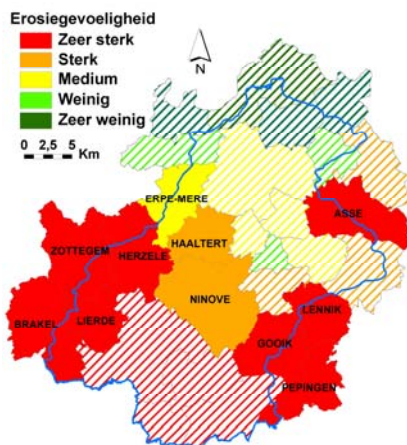 Erosiegevoeligheid
Zeer sterk
Sterk
Medium
Weinig
Zeer weinig
0 2,5 5
Km
N
ERPE-MERE
ASSE
HAALTERT
ZOTTEGEM
HERZELE
NINOVE
LENNIK
BRAKEL
LIERDE
GOOIK
PEPINGEN